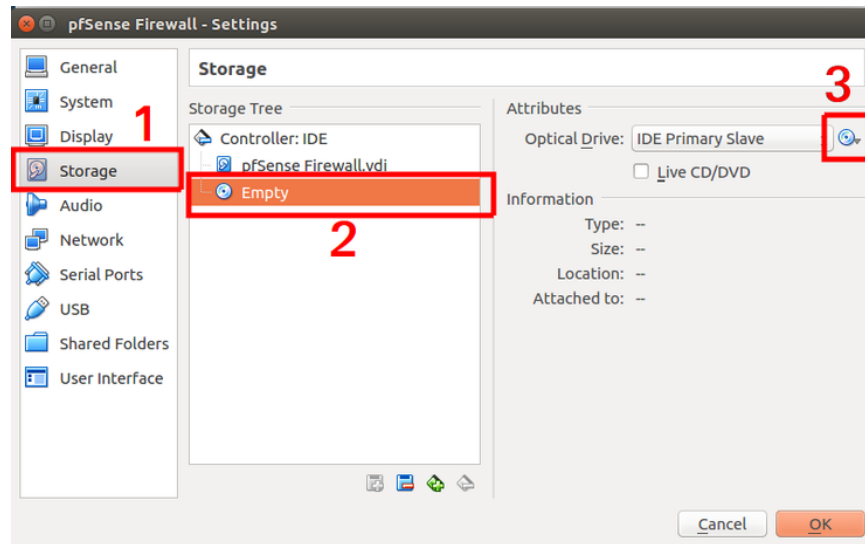 pfSense Firewall - Settings
General
System
Display
Storage
Audio
Network
Serial Ports
USB
Shared Folders
User Interface
1
Storage
Storage Tree
Controller: IDE
pfSense Firewall.vdi
Empty
2
Attributes
3
Optical Drive: IDE Primary Slave
Live CD/DVD
Information
Type: --
Size: --
Location: --
Attached to: --
Cancel
OK